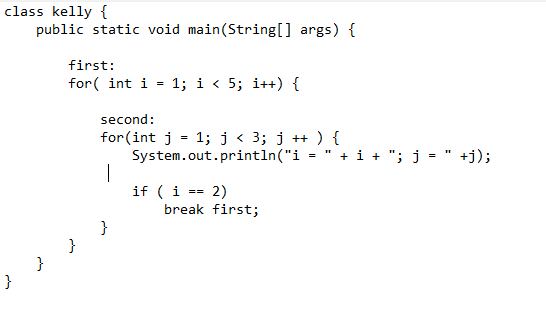 class kelly {
    public static void main(String[] args) {
        first:
        for( int i = 1; i < 5; i++) {
            second:
            for(int j = 1; j < 3; j ++ ) {
                System.out.println("i = " + i + "; j = " +j);
                if ( i == 2)
                    break first;
            }
        }
    }
}